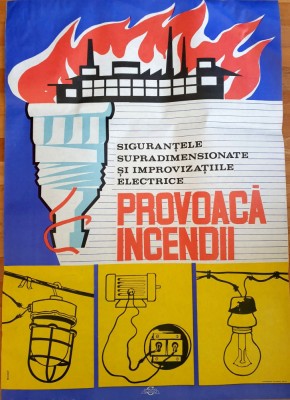 SIGURANȚELE
SUPRADIMENSIONATE
ȘI IMPROVIZAȚIILE
ELECTRICE
PROVOACĂ
INCENDII